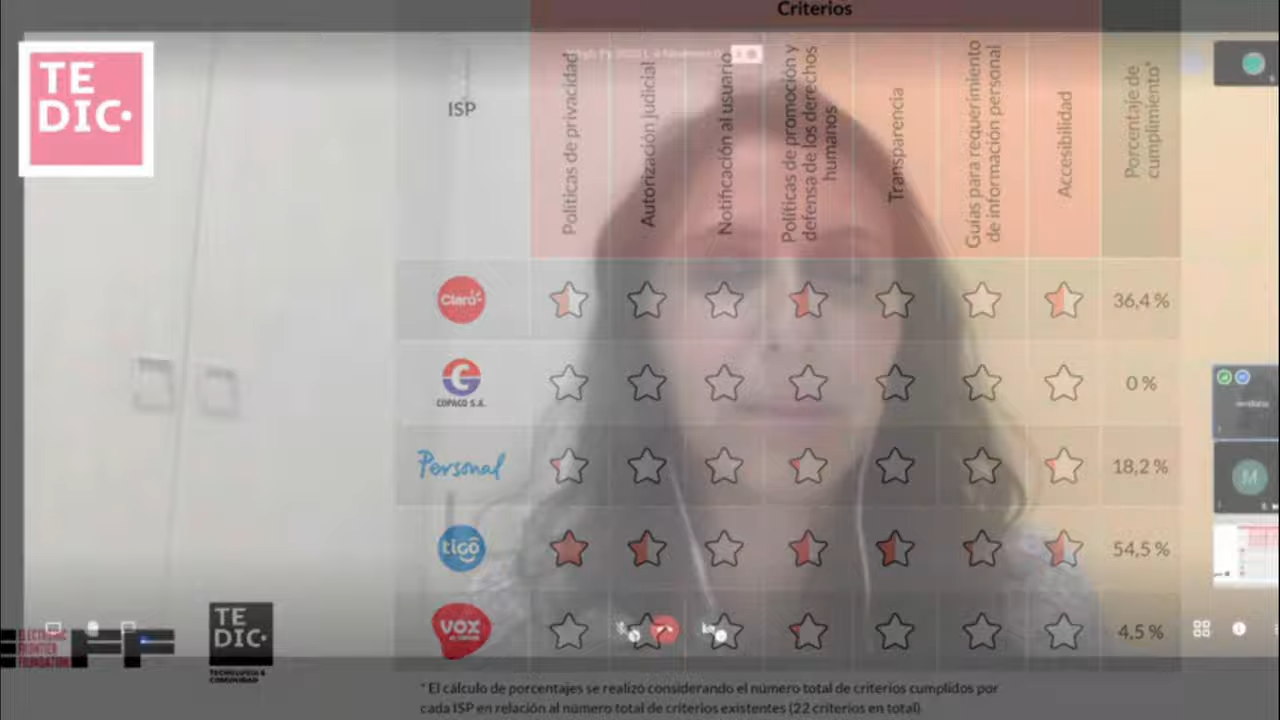 Criterios
TE
DIC
ISP
Políticas de privacidad
Autorización judicial
Notificación al usuario
Políticas de promoción y
defensa de los derechos
humanos
Transparencia
Guías para requerimiento
de información personal
Accesibilidad
Porcentaje de
cumplimiento*
Claro
36,4 %
COPACO S.A.
0 %
Personal
18,2 %
M
tigo
54,5 %
VOX
4,5 %
ELECTRONIC
FRONTIER
FOUNDATION
EFF
TE
DIC
TECNOLOGÍA &
COMUNIDAD
* El cálculo de porcentajes se realizó considerando el número total de criterios cumplidos por
cada ISP en relación al número total de criterios existentes (22 criterios en total)